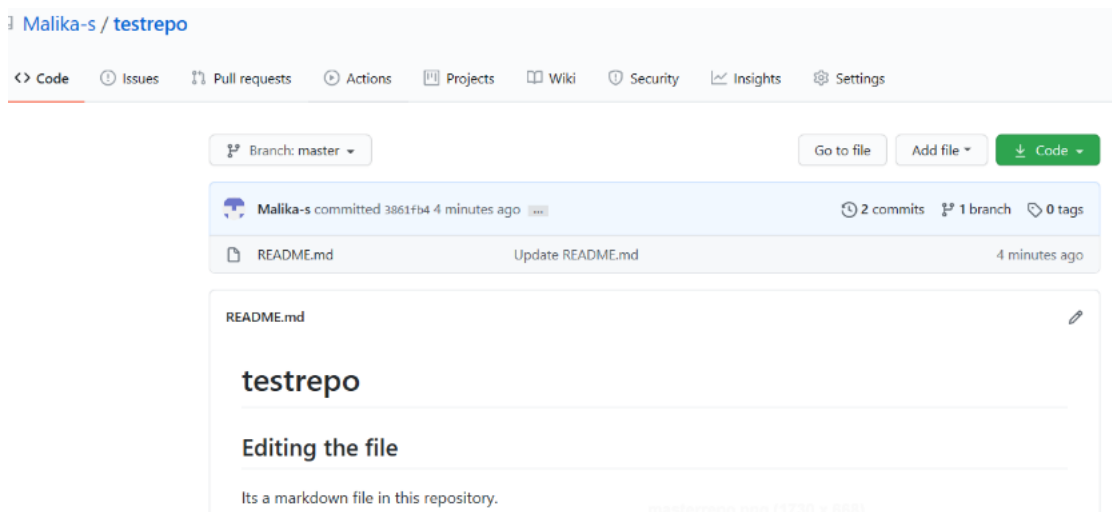 Malika-s / testrepo
<> Code Issues Pull requests Actions Projects Wiki Security Insights Settings
Branch: master Go to file Add file Code
Malika-s committed 3861fb4 4 minutes ago ... 2 commits 1 branch 0 tags
README.md Update README.md 4 minutes ago
README.md
testrepo
Editing the file
Its a markdown file in this repository.